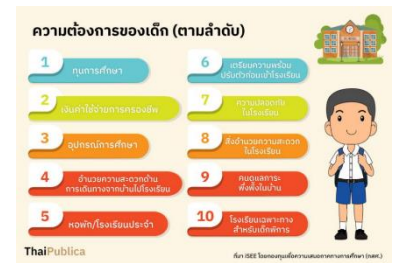 ความต้องการของเด็ก (ตามลำดับ)
1
ทุนการศึกษา
2
เงินค่าใช้จ่ายการครองชีพ
3
อุปกรณ์การศึกษา
4
อำนวยความสะดวกด้าน
การเดินทางจากบ้านไปโรงเรียน
5
หอพัก/โรงเรียนประจำ
6
เตรียมความพร้อม
ปรับตัวก่อนเข้าโรงเรียน
7
ความปลอดภัย
ในโรงเรียน
8
สิ่งอำนวยความสะดวก
ในโรงเรียน
9
คนดูแลภาระ
พึ่งพิงในบ้าน
10
โรงเรียนเฉพาะทาง
สำหรับเด็กพิการ
ThaiPublica
ที่มา iSEE โดยกองทุนเพื่อความเสมอภาคทางการศึกษา (กสศ.)